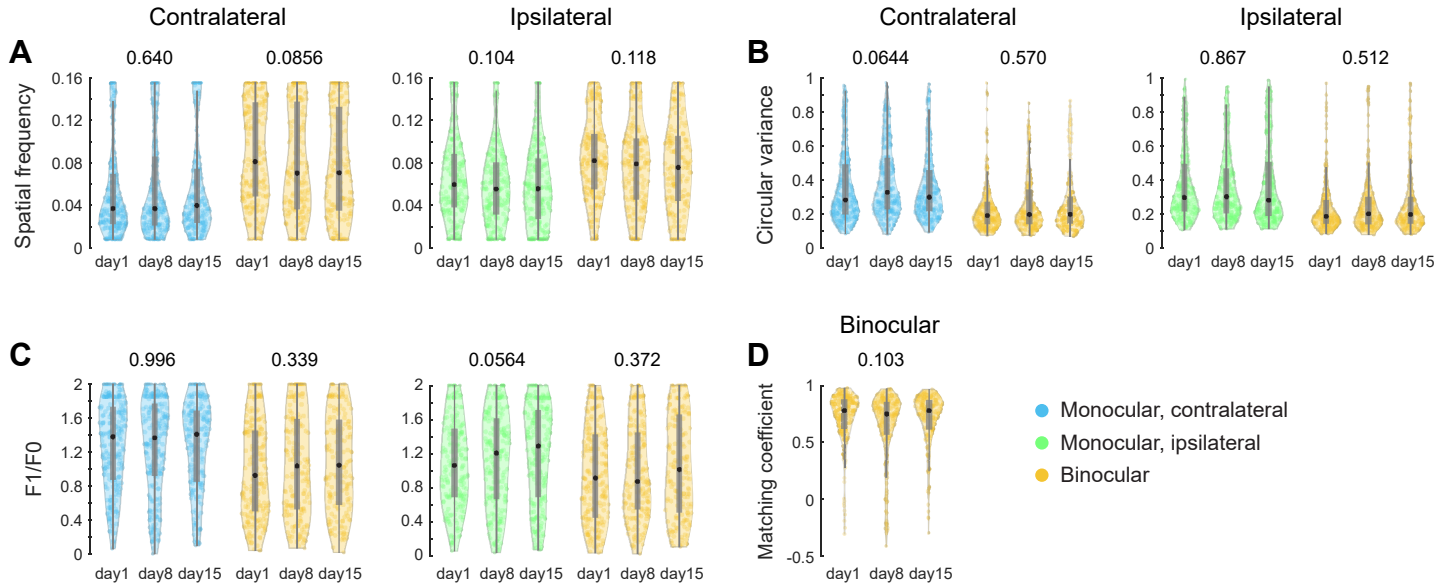 Contralateral Ipsilateral Contralateral Ipsilateral
A B
0.640 0.0856 0.104 0.118 0.0644 0.570 0.867 0.512
Spatial frequency
0.16
0.12
0.08
0.04
0
day1 day8 day15 day1 day8 day15
0.16
0.12
0.08
0.04
0
day1 day8 day15 day1 day8 day15
Circular variance
1
0.8
0.6
0.4
0.2
0
day1 day8 day15 day1 day8 day15
1
0.8
0.6
0.4
0.2
0
day1 day8 day15 day1 day8 day15
Binocular
C D
0.996 0.339 0.0564 0.372 0.103
F1/F0
2
1.6
1.2
0.8
0.4
0
day1 day8 day15 day1 day8 day15
2
1.6
1.2
0.8
0.4
0
day1 day8 day15 day1 day8 day15
Matching coefficient
1
0.5
0
-0.5
day1 day8 day15
Monocular, contralateral
Monocular, ipsilateral
Binocular